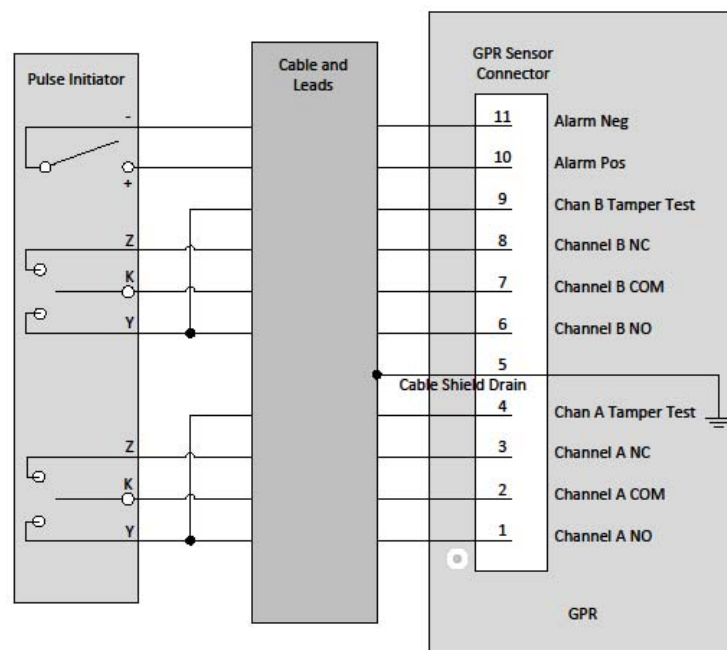 Pulse Initiator
-
+
Z
K
Y
Z
K
Y
Cable and
Leads
GPR Sensor
Connector
11 Alarm Neg
10 Alarm Pos
9 Chan B Tamper Test
8 Channel B NC
7 Channel B COM
6 Channel B NO
5
Cable Shield Drain
4 Chan A Tamper Test
3 Channel A NC
2 Channel A COM
1 Channel A NO
GPR